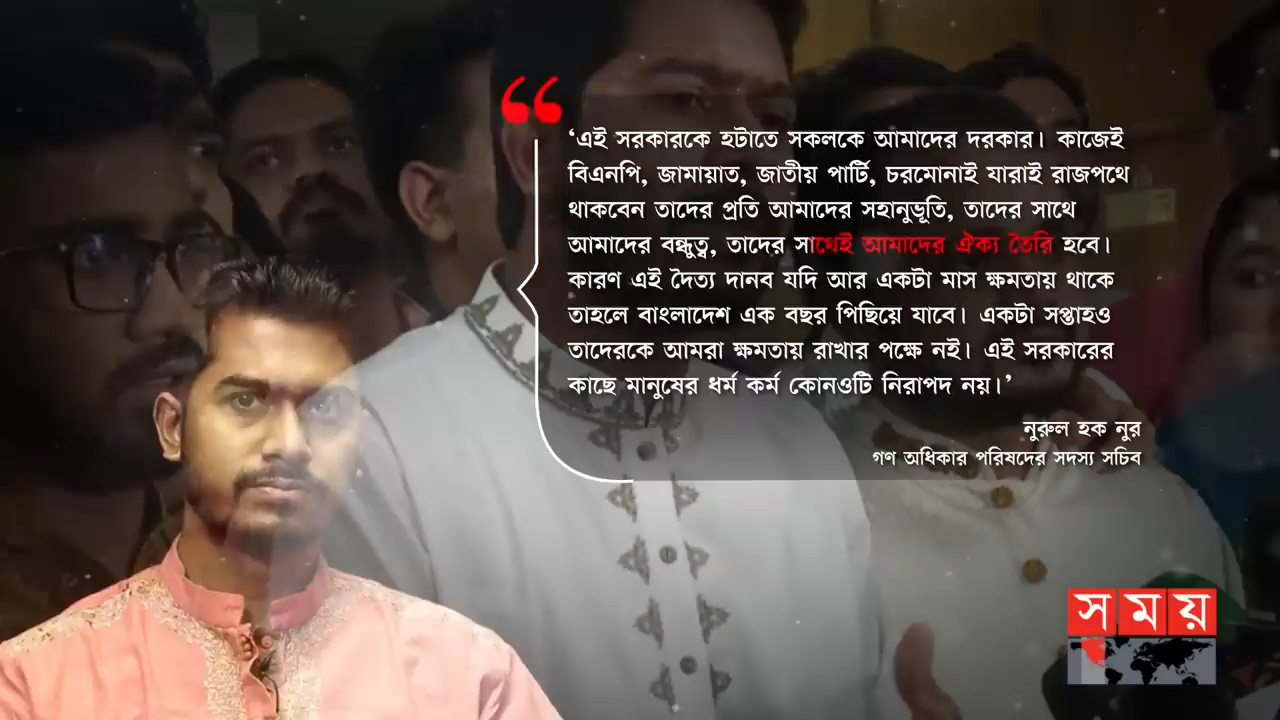 ‘এই সরকারকে হটাতে সকলকে আমাদের দরকার। কাজেই
বিএনপি, জামায়াত, জাতীয় পার্টি, চরমোনাই যারাই রাজপথে
থাকবেন তাদের প্রতি আমাদের সহানুভূতি, তাদের সাথে
আমাদের বন্ধুত্ব, তাদের সাথেই আমাদের ঐক্য তৈরি হবে।
কারণ এই দৈত্য দানব যদি আর একটা মাস ক্ষমতায় থাকে
তাহলে বাংলাদেশ এক বছর পিছিয়ে যাবে। একটা সপ্তাহও
তাদেরকে আমরা ক্ষমতায় রাখার পক্ষে নই। এই সরকারের
কাছে মানুষের ধর্ম কর্ম কোনওটি নিরাপদ নয়।’
নুরুল হক নুর
গণ অধিকার পরিষদের সদস্য সচিব
সময়